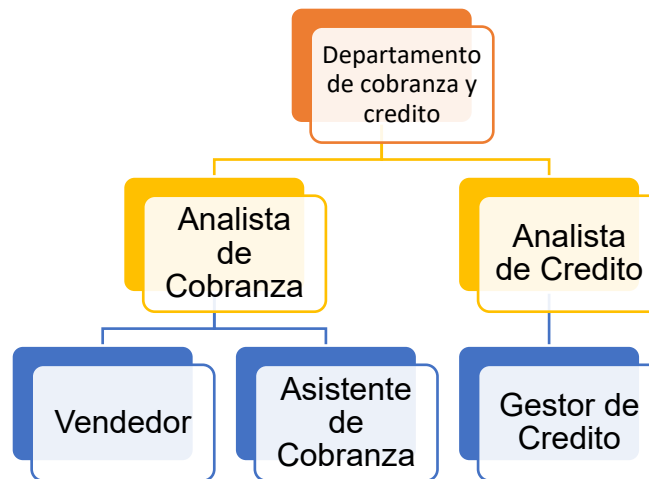 Departamento
de cobranza y
credito
Analista
de
Cobranza
Analista
de Credito
Vendedor
Asistente
de
Cobranza
Gestor de
Credito